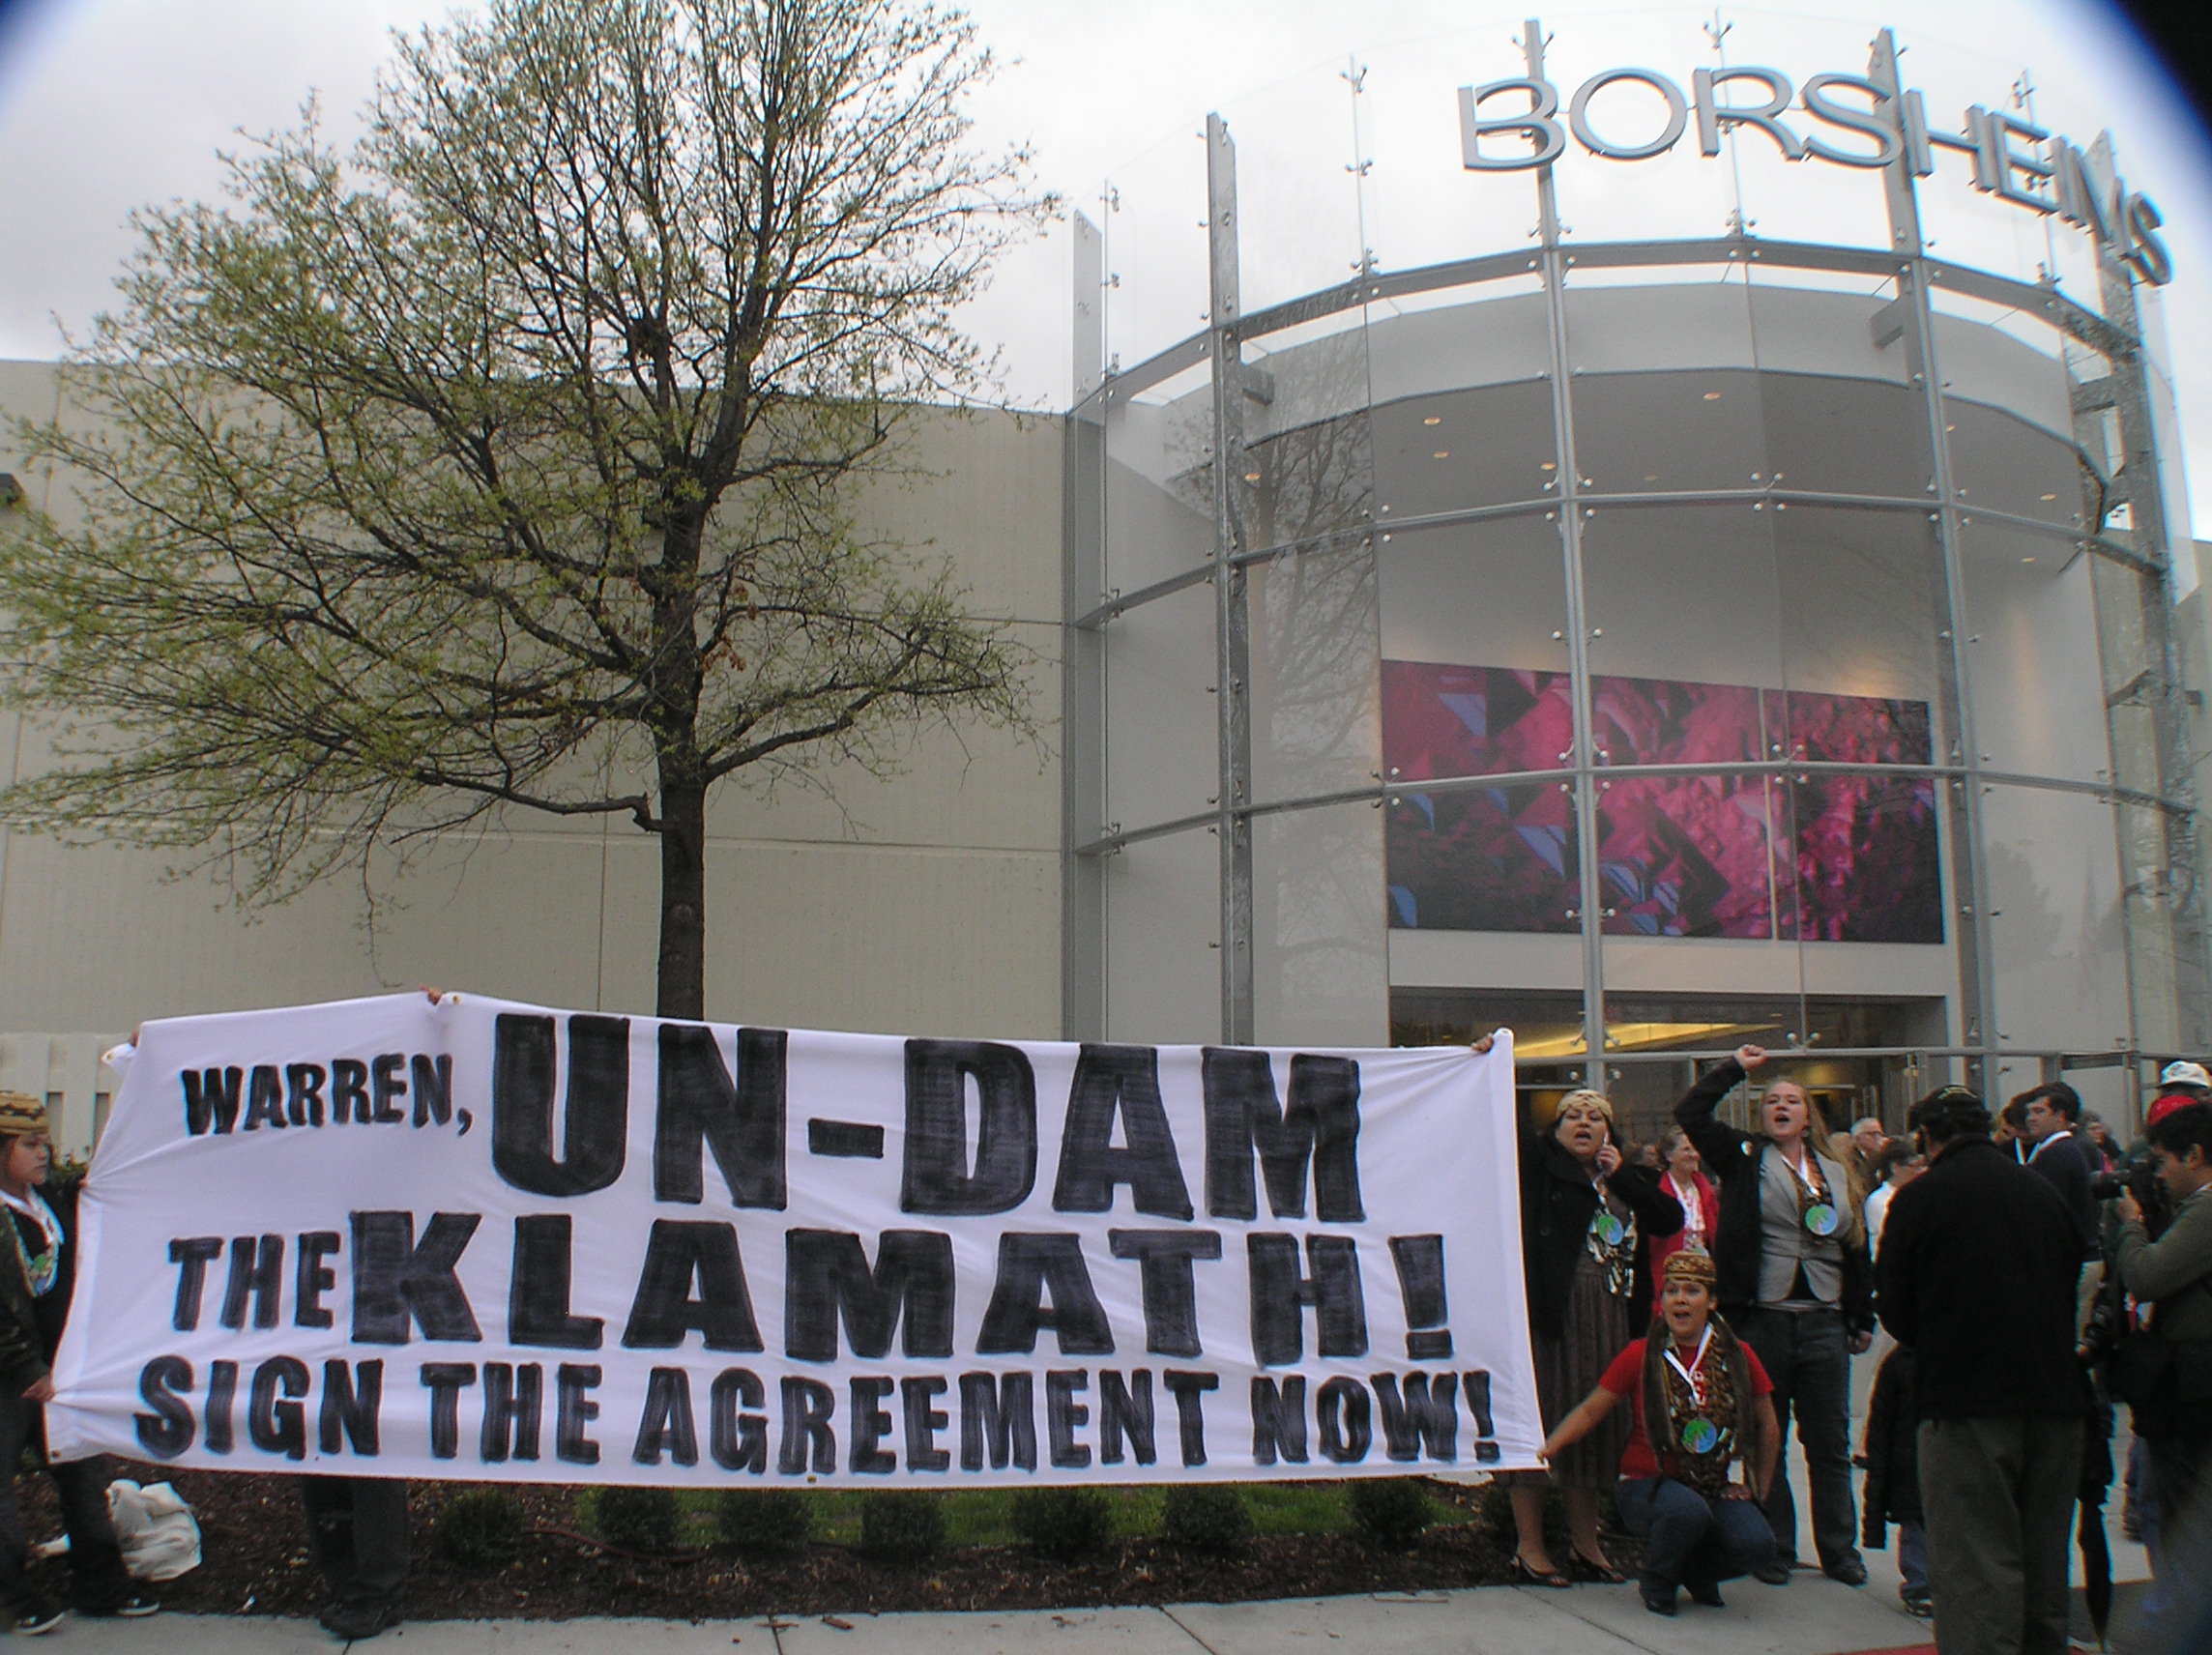 BORSHEIMS
WARREN, UN-DAM
THE KLAMATH!
SIGN THE AGREEMENT NOW!